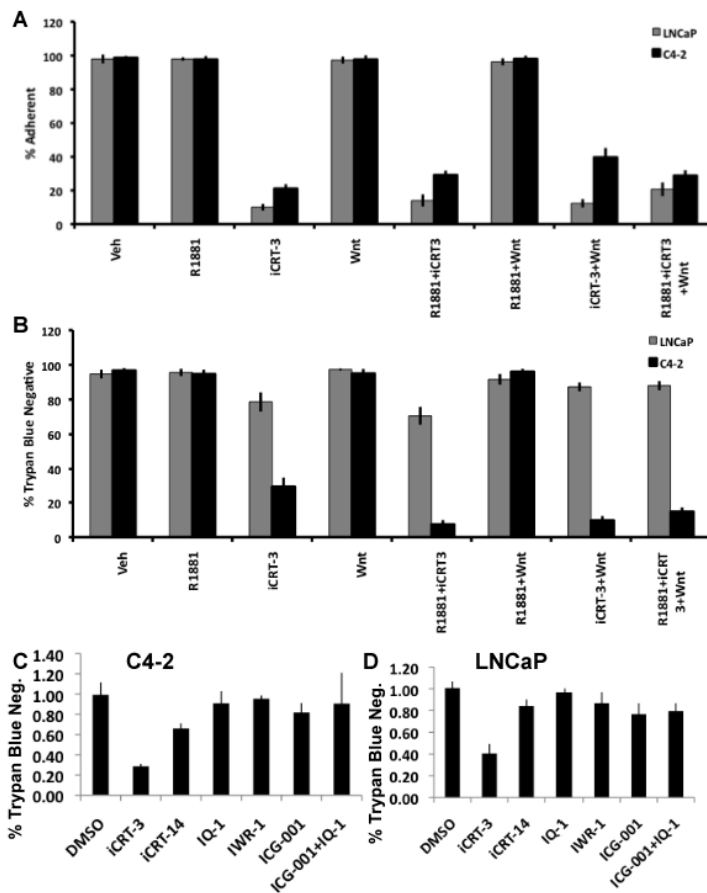 A
120
100
80
60
40
20
0
% Adherent
LNCaP
C4-2
Veh
R1881
iCRT-3
Wnt
R1881+iCRT3
R1881+Wnt
iCRT-3+Wnt
R1881+iCRT3
+Wnt
B
120
100
80
60
40
20
0
% Trypan Blue Negative
LNCaP
C4-2
Veh
R1881
iCRT-3
Wnt
R1881+iCRT3
R1881+Wnt
iCRT-3+Wnt
R1881+iCRT
3+Wnt
C
C4-2
1.40
1.20
1.00
0.80
0.60
0.40
0.20
0.00
% Trypan Blue Neg.
DMSO
iCRT-3
iCRT-14
IQ-1
IWR-1
ICG-001
ICG-001+IQ-1
D
LNCaP
1.20
1.00
0.80
0.60
0.40
0.20
0.00
% Trypan Blue Neg.
DMSO
iCRT-3
iCRT-14
IQ-1
IWR-1
ICG-001
ICG-001+IQ-1